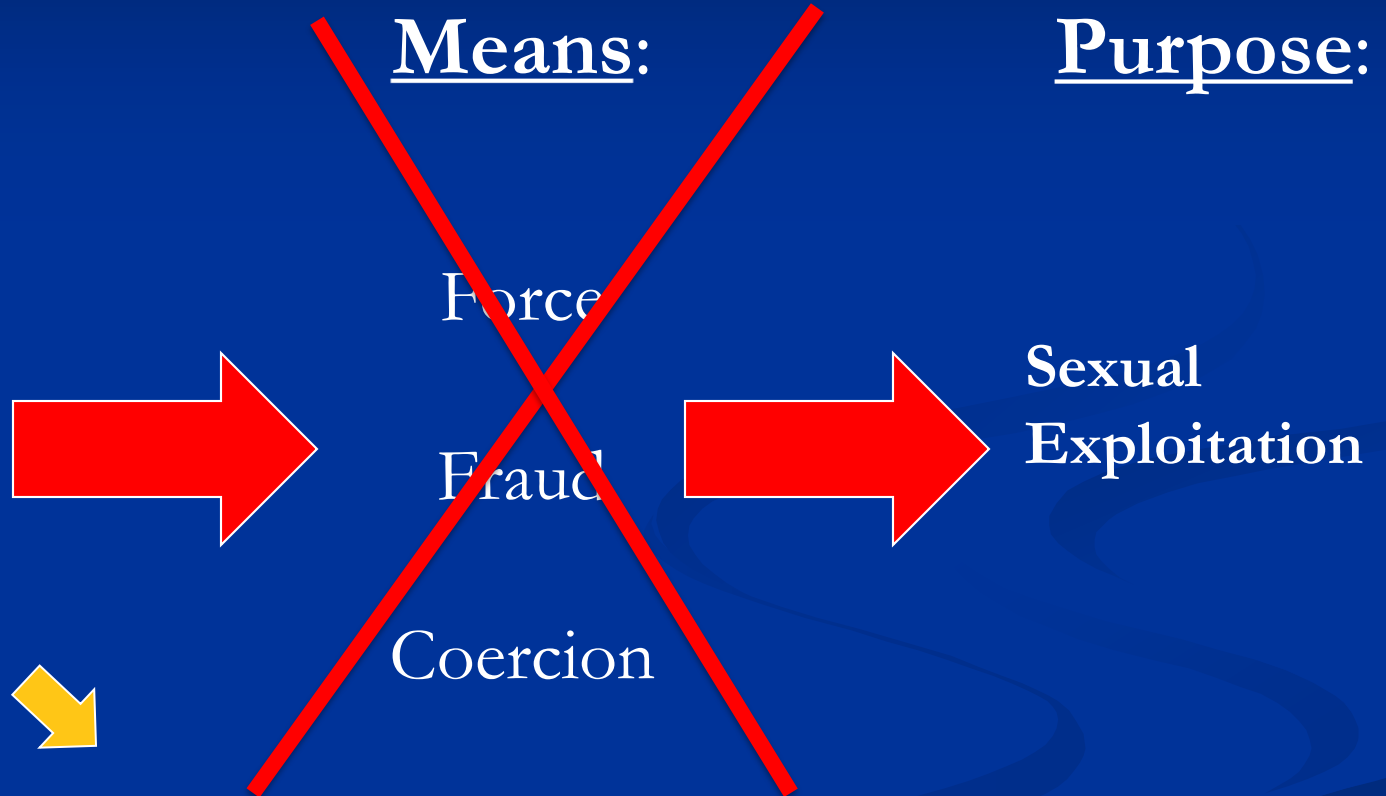 Means:
Purpose:
Force
Sexual
Exploitation
Fraud
Coercion